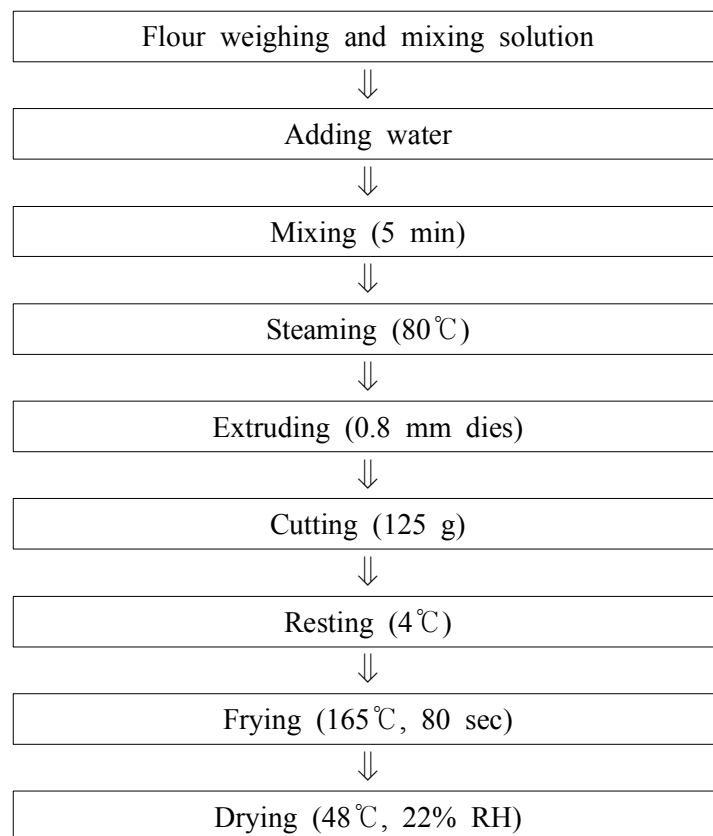 Flour weighing and mixing solution
⇓
Adding water
⇓
Mixing (5 min)
⇓
Steaming (80℃)
⇓
Extruding (0.8 mm dies)
⇓
Cutting (125 g)
⇓
Resting (4℃)
⇓
Frying (165℃, 80 sec)
⇓
Drying (48℃, 22% RH)